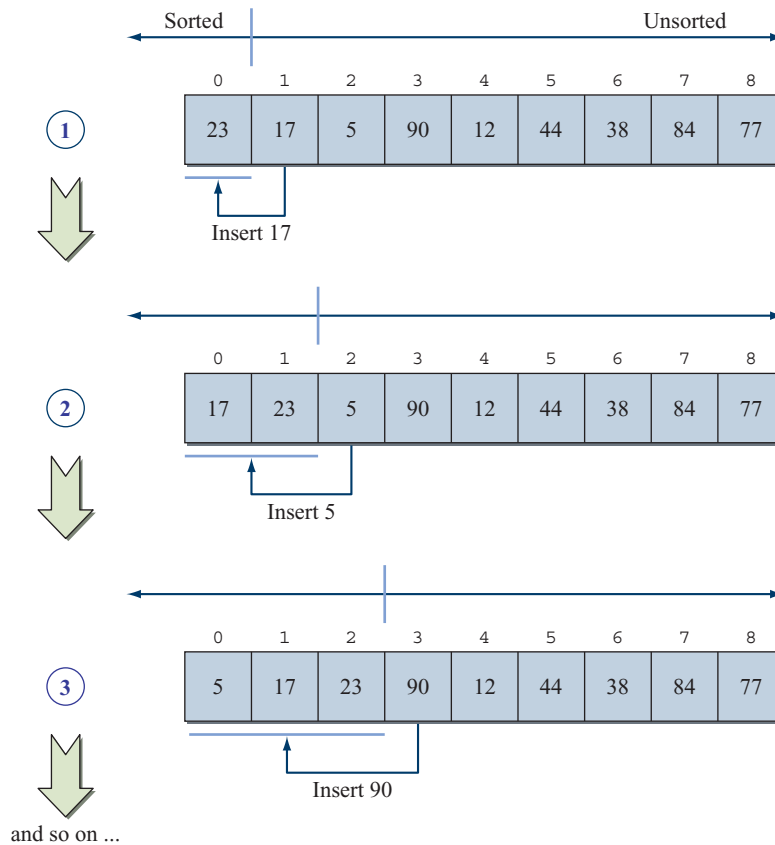 Sorted Unsorted
0 1 2 3 4 5 6 7 8
1 23 17 5 90 12 44 38 84 77
Insert 17
0 1 2 3 4 5 6 7 8
2 17 23 5 90 12 44 38 84 77
Insert 5
0 1 2 3 4 5 6 7 8
3 5 17 23 90 12 44 38 84 77
Insert 90
and so on ...